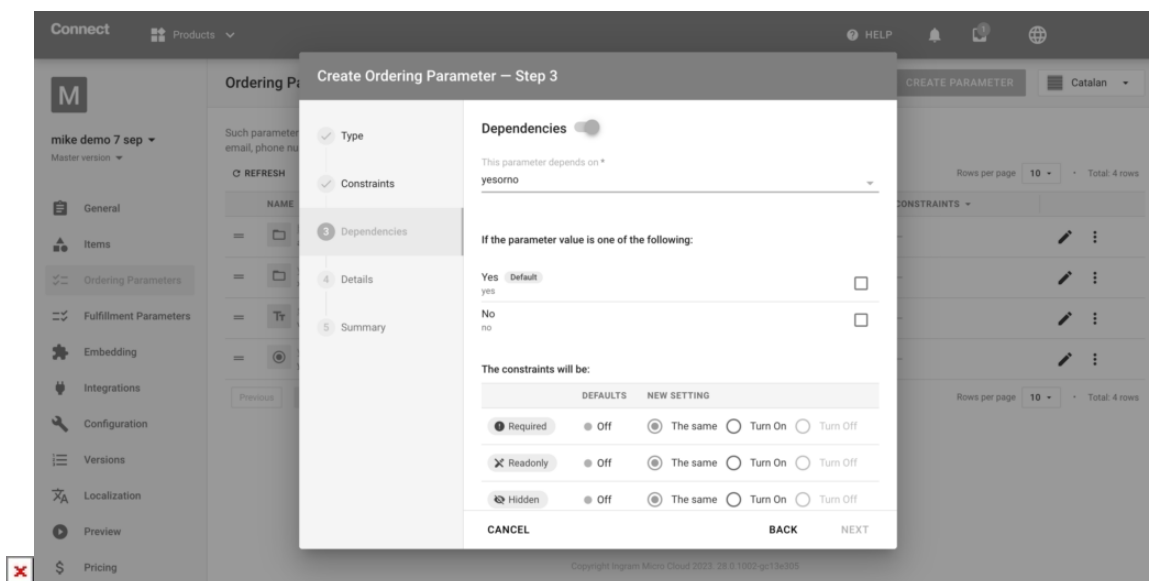 Connect
Products
HELP
1
M
mike demo 7 sep
Master version
General
Items
Ordering Parameters
Fulfillment Parameters
Embedding
Integrations
Configuration
Versions
Localization
Preview
Pricing
Ordering Pa
CREATE PARAMETER
Catalan
Such parameter
email, phone nu
REFRESH
Rows per page 10 Total: 4 rows
NAME
CONSTRAINTS
Previous
Rows per page 10 Total: 4 rows
Create Ordering Parameter — Step 3
Type
Constraints
3 Dependencies
4 Details
5 Summary
Dependencies
This parameter depends on *
yesorno
If the parameter value is one of the following:
Yes Default
yes
No
no
The constraints will be:
DEFAULTS NEW SETTING
Required Off The same Turn On Turn Off
Readonly Off The same Turn On Turn Off
Hidden Off The same Turn On Turn Off
CANCEL BACK NEXT
Copyright Ingram Micro Cloud 2023. 28.0.1002-gc13e305